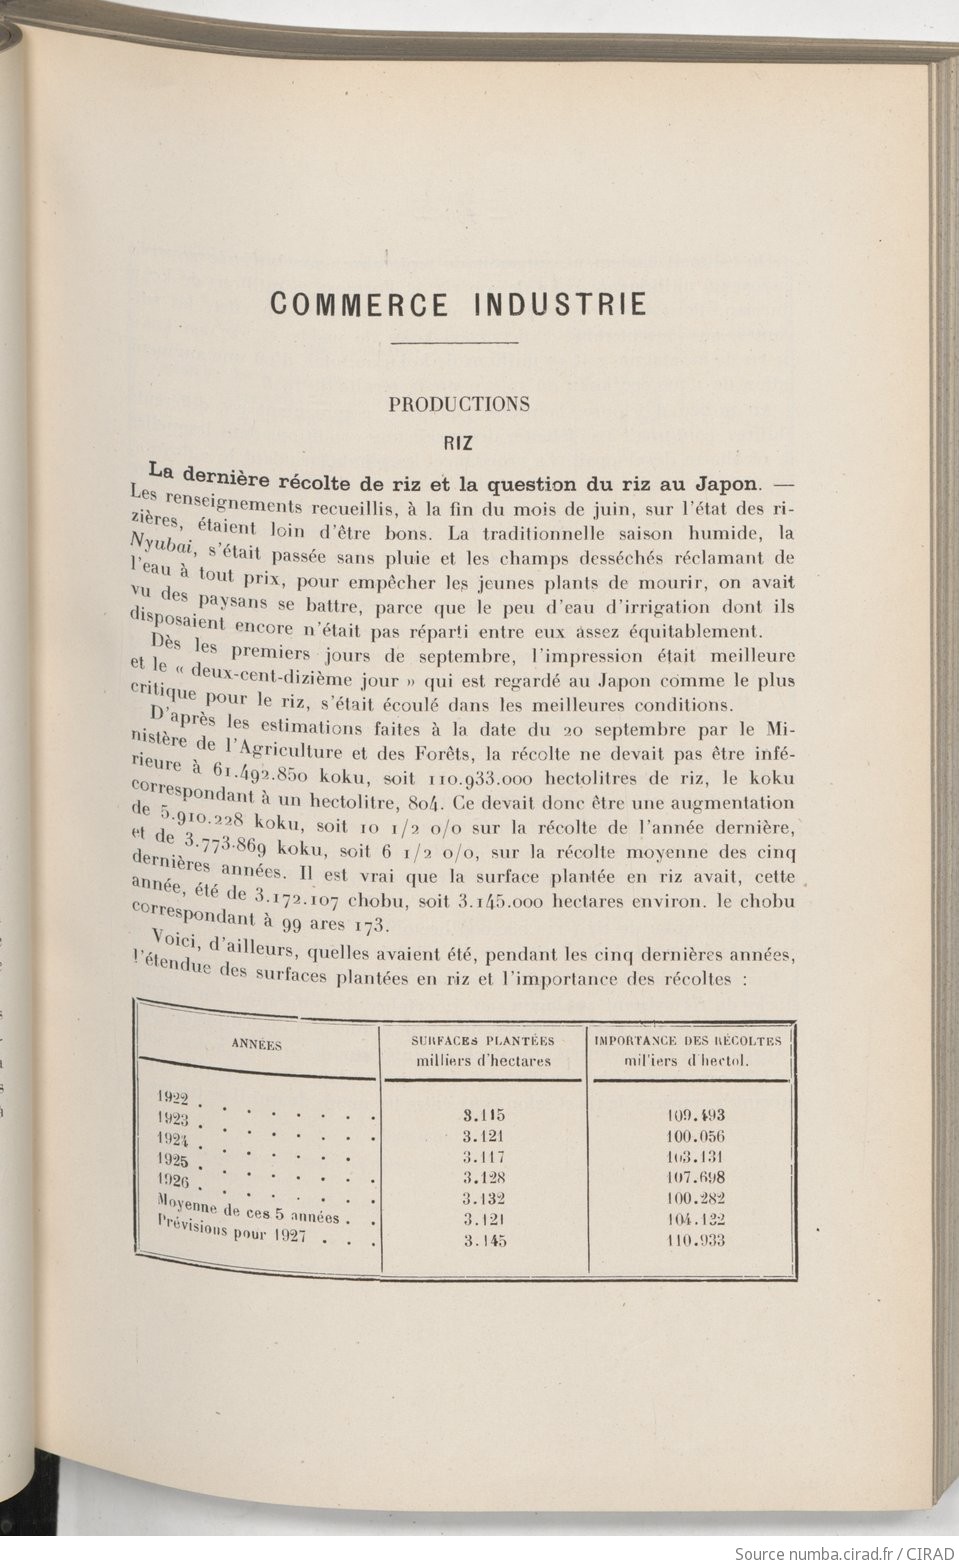 COMMERCE INDUSTRIE
PRODUCTIONS
RIZ
La dernière récolte de riz et la question du riz au Japon. —
Les renseignements recueillis, à la fin du mois de juin, sur l'état des ri-
zières, étaient loin d'être bons. La traditionnelle saison humide, la
Nyubai, s'était passée sans pluie et les champs desséchés réclamant de
l'eau à tout prix, pour empêcher les jeunes plants de mourir, on avait
vu des paysans se battre, parce que le peu d'eau d'irrigation dont ils
disposaient encore n'était pas réparti entre eux assez équitablement.
Dès les premiers jours de septembre, l'impression était meilleure
et le « deux-cent-dizième jour » qui est regardé au Japon comme le plus
critique pour le riz, s'était écoulé dans les meilleures conditions.
D'après les estimations faites à la date du 20 septembre par le Mi-
nistère de l'Agriculture et des Forêts, la récolte ne devait pas être infé-
rieure à 61.492.850 koku, soit 110.933.000 hectolitres de riz, le koku
correspondant à un hectolitre, 804. Ce devait donc être une augmentation
de 5.910.228 koku, soit 10 1/2 0/0 sur la récolte de l'année dernière,
et de 3.773.869 koku, soit 6 1/2 0/0, sur la récolte moyenne des cinq
dernières années. Il est vrai que la surface plantée en riz avait, cette
année, été de 3.172.107 chobu, soit 3.145.000 hectares environ. le chobu
correspondant à 99 ares 173.
Voici, d'ailleurs, quelles avaient été, pendant les cinq dernières années,
l'étendue des surfaces plantées en riz et l'importance des récoltes :
ANNÉES SURFACES PLANTÉES IMPORTANCE DES RÉCOLTES
milliers d'hectares milliers d'hectol.
1922 . . . . . . . . 3.115 109.493
1923 . . . . . . . . 3.121 100.056
1924 . . . . . . . 3.117 103.131
1925 . . . . . . . . 3.128 107.698
1926 . . . . . . . . 3.132 100.282
Moyenne de ces 5 années . . 3.121 104.132
Prévisions pour 1927 . . . 3.145 110.933
Source numba.cirad.fr / CIRAD